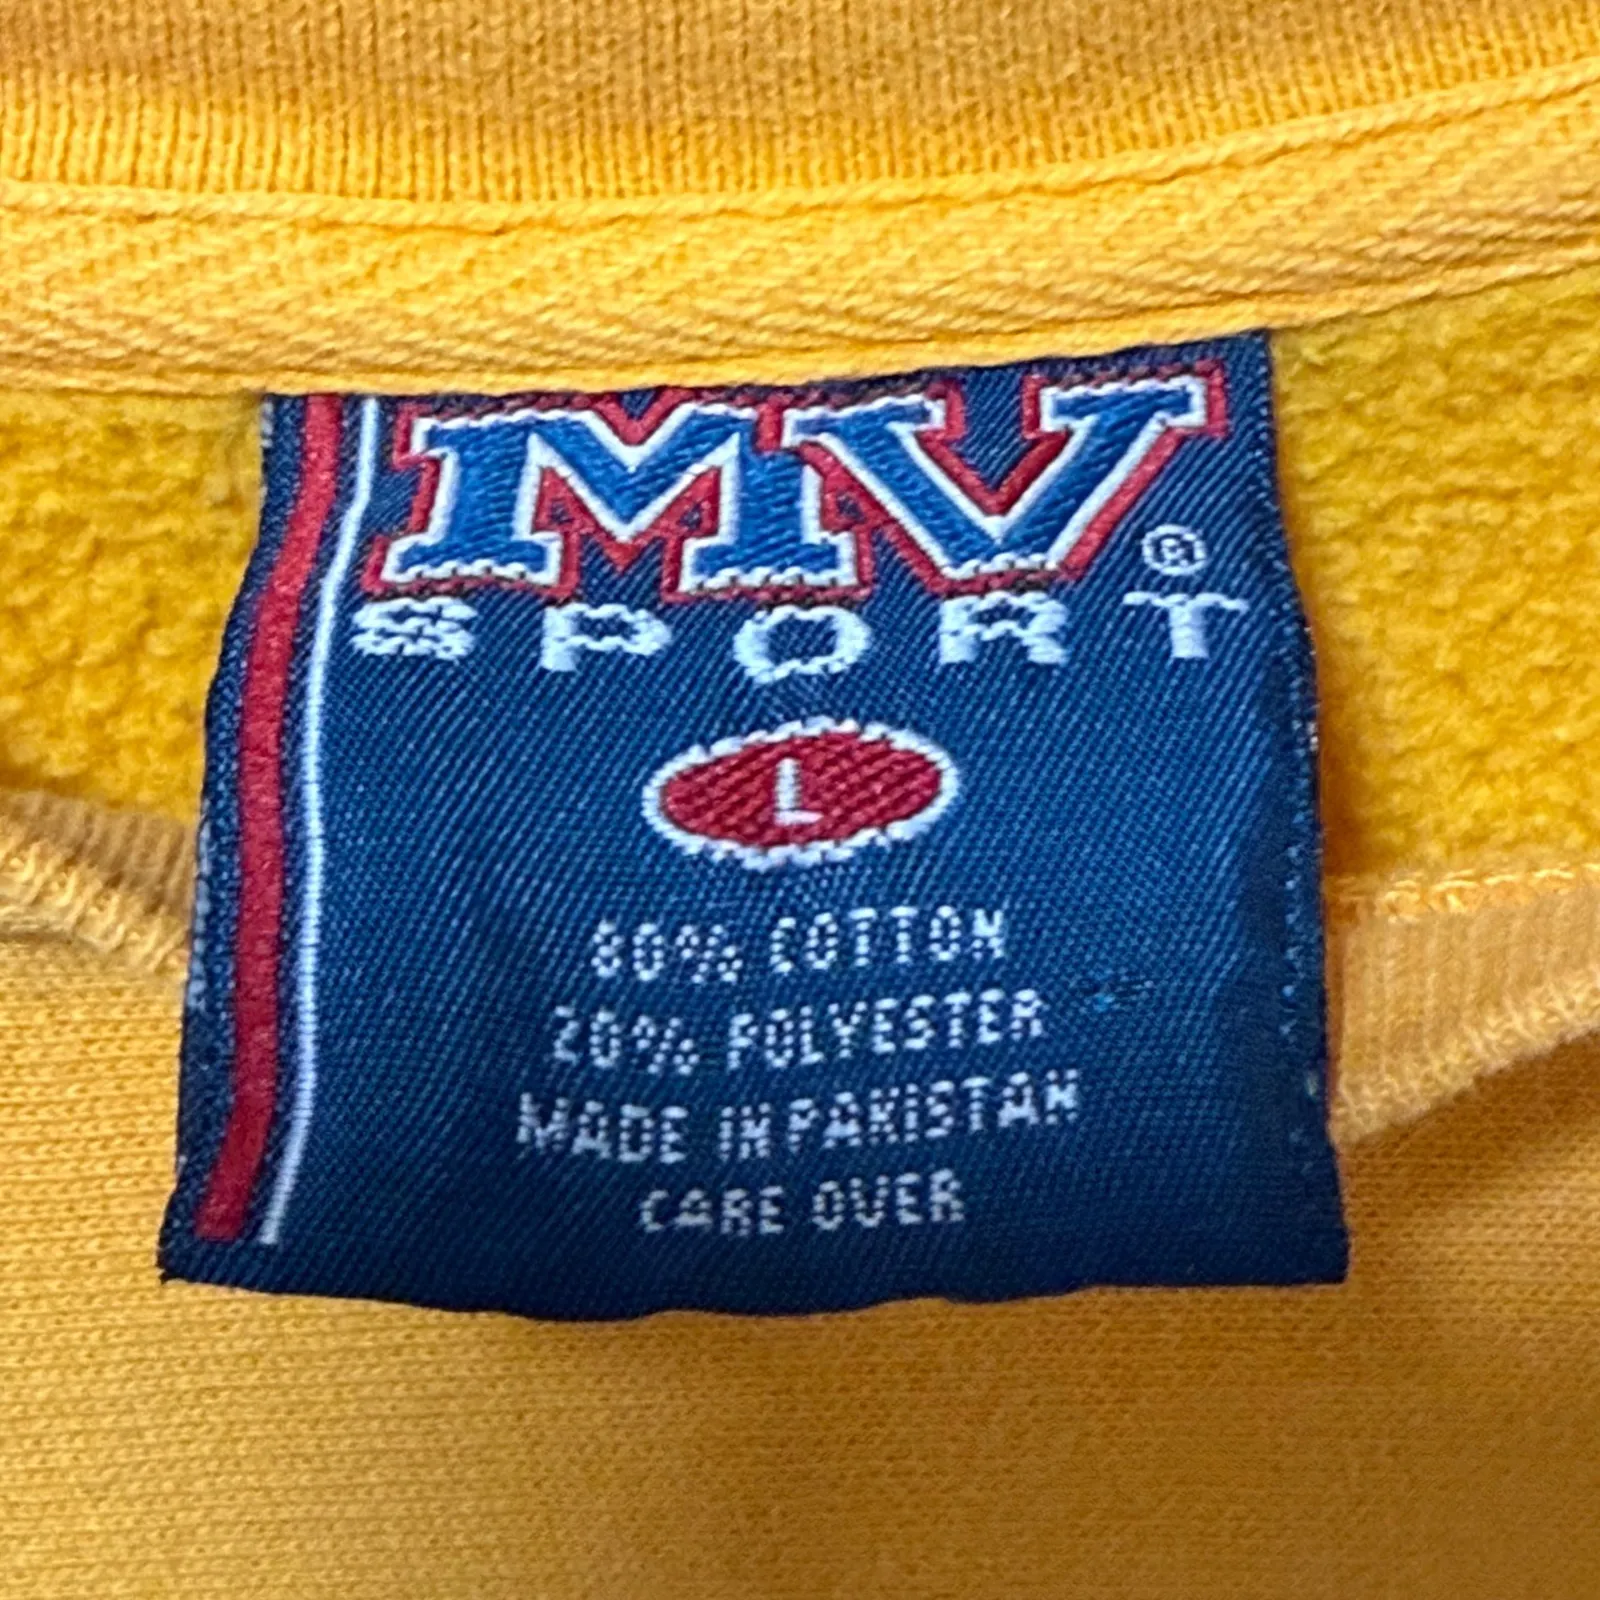 MV®
SPORT
L
80% COTTON
20% POLYESTER
MADE IN PAKISTAN
CARE OVER